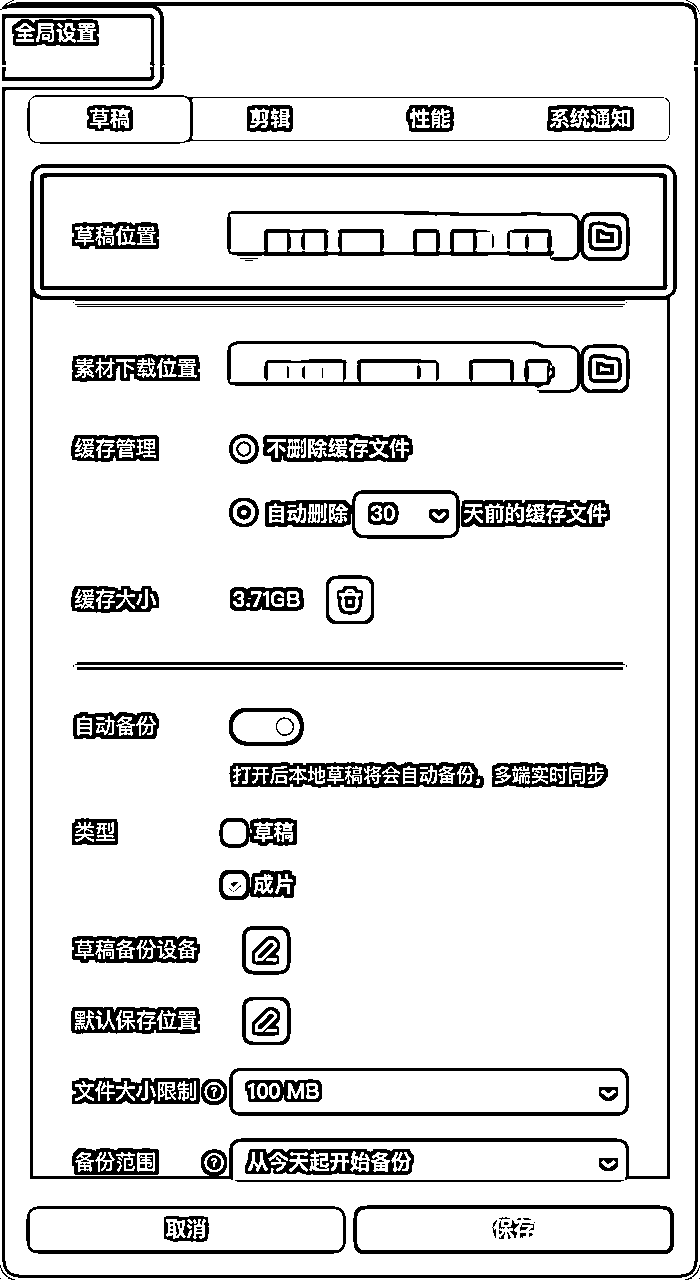 全局设置
草稿 剪辑 性能 系统通知
草稿位置
素材下载位置
缓存管理 不删除缓存文件
自动删除 30 天前的缓存文件
缓存大小 3.71GB
自动备份
打开后本地草稿将会自动备份，多端实时同步
类型 草稿
成片
草稿备份设备
默认保存位置
文件大小限制 ? 100 MB
备份范围 ? 从今天起开始备份
取消 保存